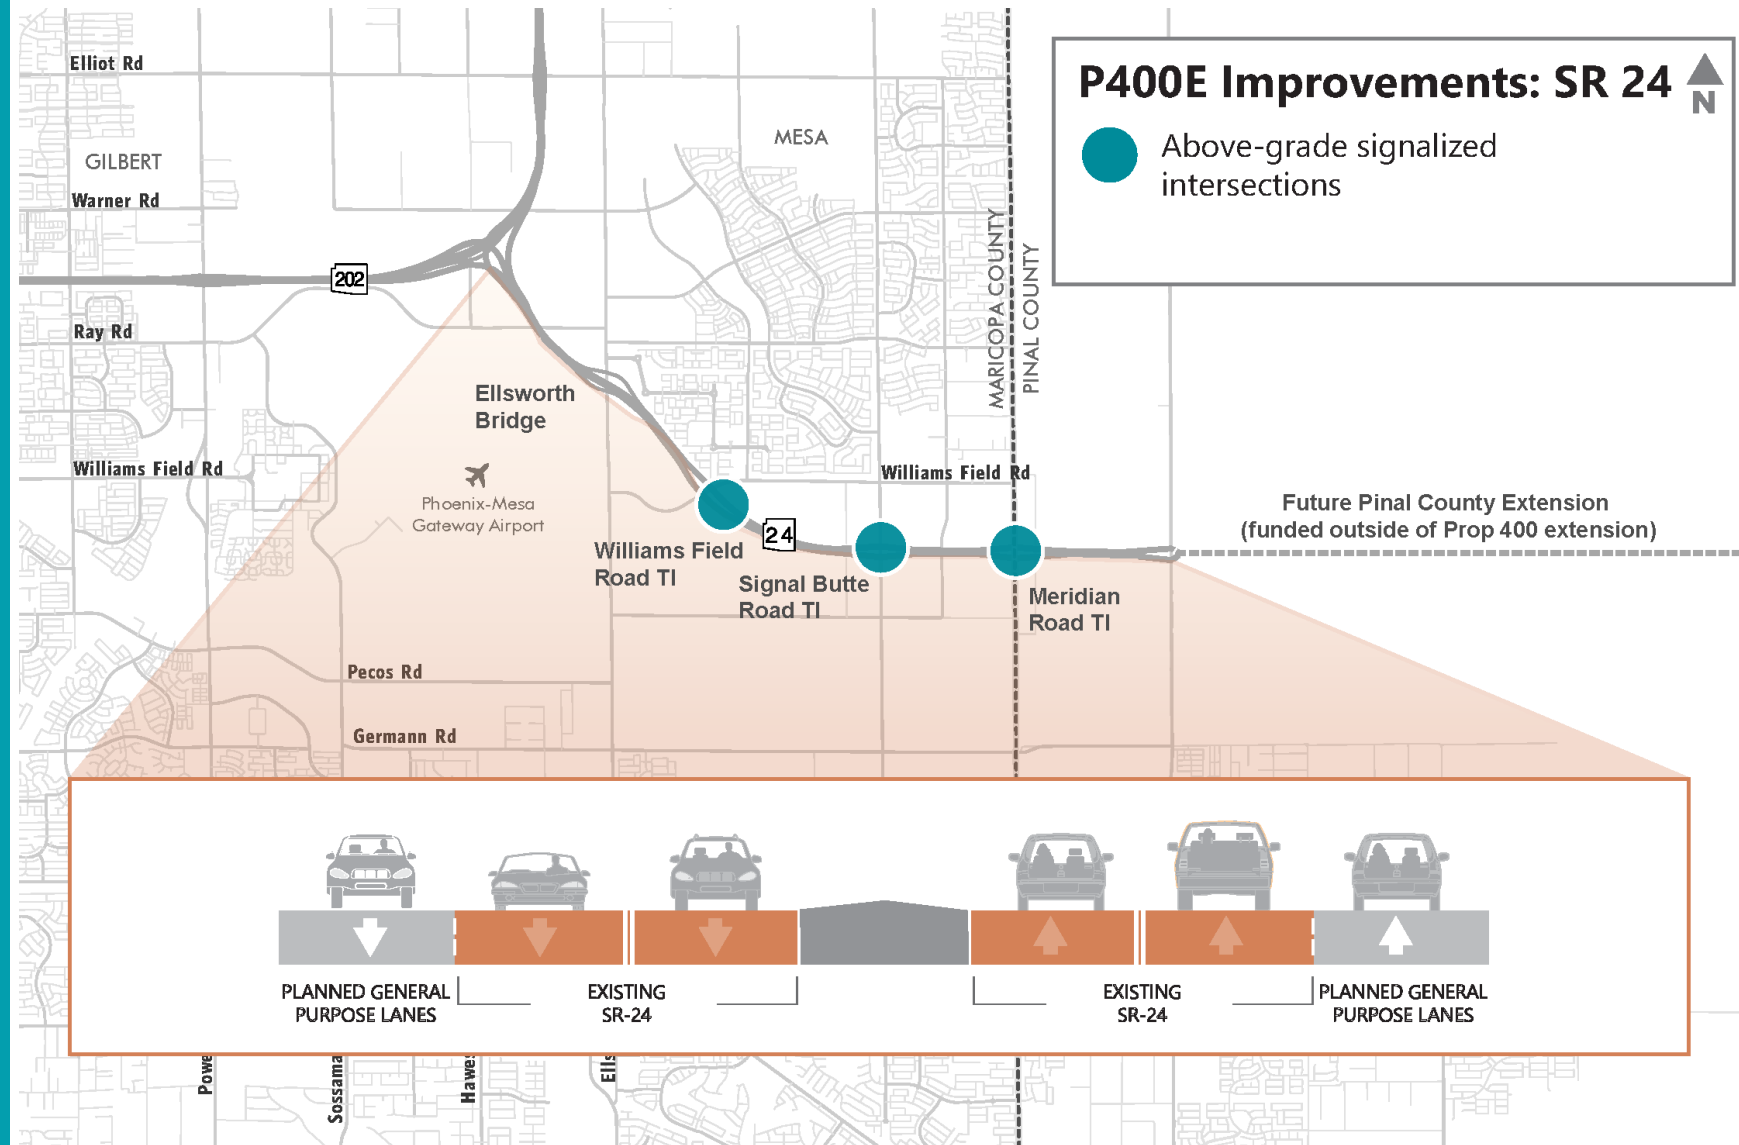 P400E Improvements: SR 24
N
Above-grade signalized
intersections
Elliot Rd
MESA
GILBERT
Warner Rd
MARICOPA COUNTY
PINAL COUNTY
202
Ray Rd
Ellsworth
Bridge
Williams Field Rd
Williams Field Rd
Phoenix-Mesa
Gateway Airport
Future Pinal County Extension
(funded outside of Prop 400 extension)
24
Williams Field
Road TI
Signal Butte
Road TI
Meridian
Road TI
Pecos Rd
Germann Rd
PLANNED GENERAL
PURPOSE LANES
EXISTING
SR-24
EXISTING
SR-24
PLANNED GENERAL
PURPOSE LANES
Powe
Sossama
Hawes
Ells